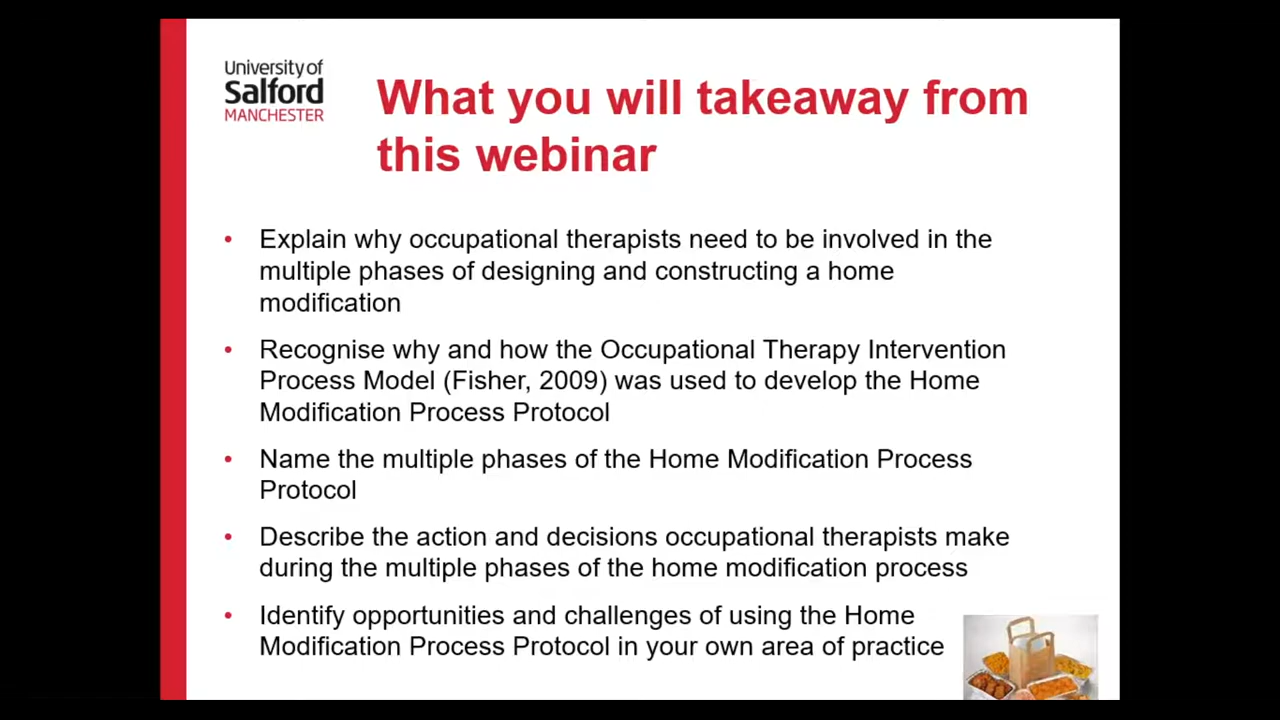 University of
Salford
MANCHESTER
What you will takeaway from
this webinar
• Explain why occupational therapists need to be involved in the
multiple phases of designing and constructing a home
modification
• Recognise why and how the Occupational Therapy Intervention
Process Model (Fisher, 2009) was used to develop the Home
Modification Process Protocol
• Name the multiple phases of the Home Modification Process
Protocol
• Describe the action and decisions occupational therapists make
during the multiple phases of the home modification process
• Identify opportunities and challenges of using the Home
Modification Process Protocol in your own area of practice